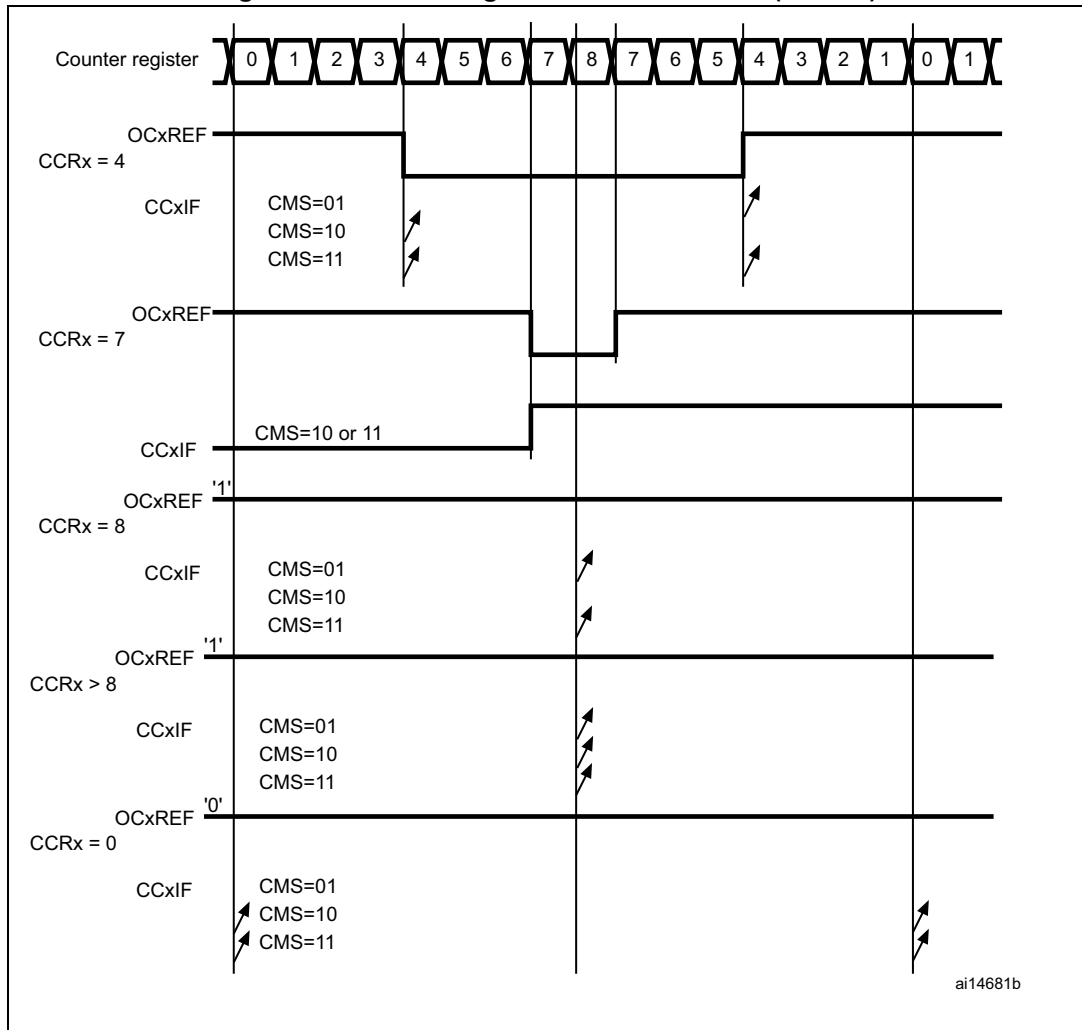 Counter register 0 1 2 3 4 5 6 7 8 7 6 5 4 3 2 1 0 1
OCxREF
CCRx = 4
CCxIF CMS=01
CMS=10
CMS=11
OCxREF
CCRx = 7
CMS=10 or 11
CCxIF
'1'
OCxREF
CCRx = 8
CCxIF CMS=01
CMS=10
CMS=11
'1'
OCxREF
CCRx > 8
CCxIF CMS=01
CMS=10
CMS=11
'0'
OCxREF
CCRx = 0
CCxIF CMS=01
CMS=10
CMS=11
ai14681b